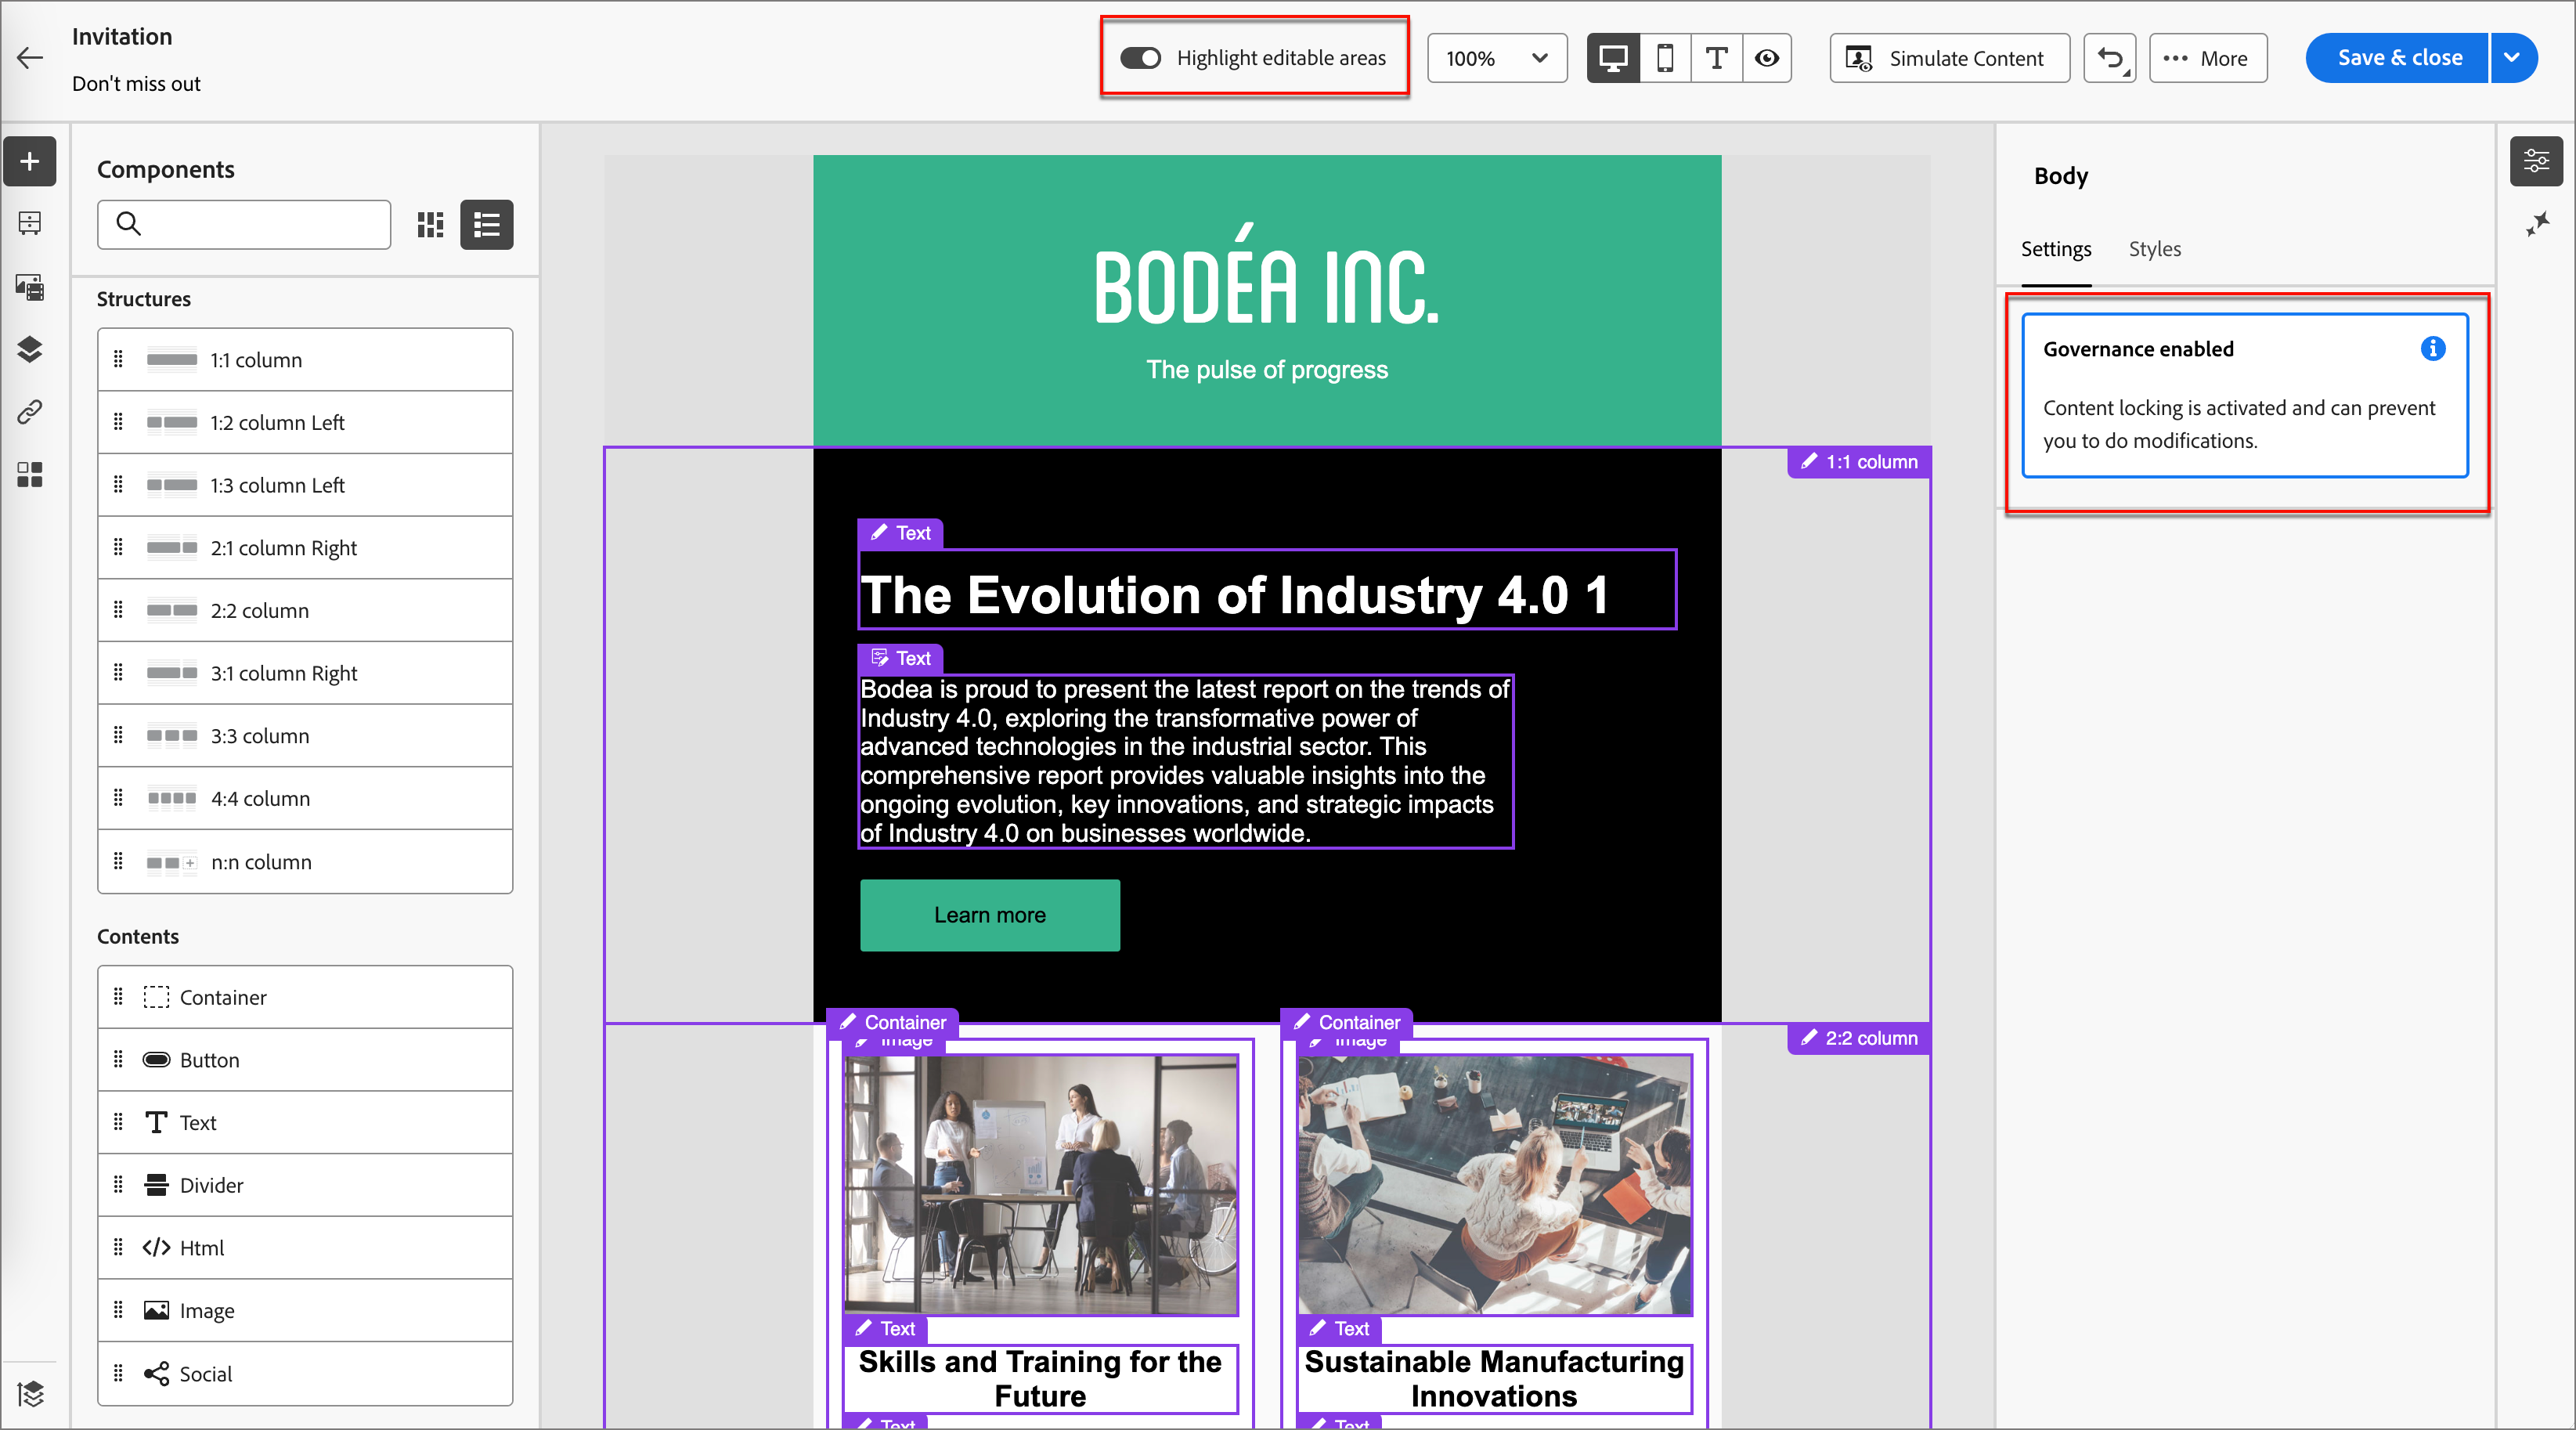 Invitation
Don't miss out
Highlight editable areas
100%
Simulate Content
More
Save & close
Components
Structures
1:1 column
1:2 column Left
1:3 column Left
2:1 column Right
2:2 column
3:1 column Right
3:3 column
4:4 column
n:n column
Contents
Container
Button
Text
Divider
Html
Image
Social
BODÉA INC.
The pulse of progress
1:1 column
Text
The Evolution of Industry 4.0 1
Text
Bodea is proud to present the latest report on the trends of
Industry 4.0, exploring the transformative power of
advanced technologies in the industrial sector. This
comprehensive report provides valuable insights into the
ongoing evolution, key innovations, and strategic impacts
of Industry 4.0 on businesses worldwide.
Learn more
2:2 column
Container
Image
Text
Skills and Training for the
Future
Text
Container
Image
Text
Sustainable Manufacturing
Innovations
Text
Body
Settings
Styles
Governance enabled
Content locking is activated and can prevent
you to do modifications.